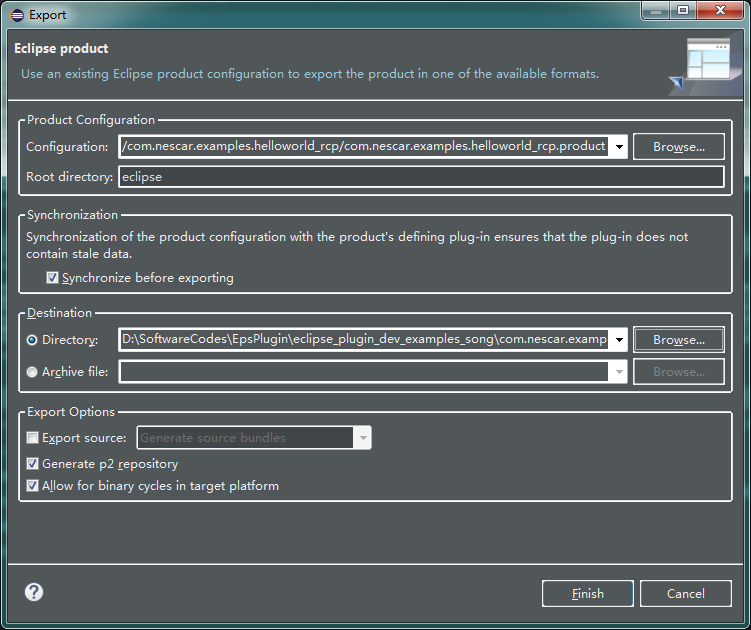 Export
Eclipse product
Use an existing Eclipse product configuration to export the product in one of the available formats.
Product Configuration
Configuration: /com.nescar.examples.helloworld_rcp/com.nescar.examples.helloworld_rcp.product Browse...
Root directory: eclipse
Synchronization
Synchronization of the product configuration with the product's defining plug-in ensures that the plug-in does not
contain stale data.
Synchronize before exporting
Destination
Directory: D:\SoftwareCodes\EpsPlugin\eclipse_plugin_dev_examples_song\com.nescar.examp Browse...
Archive file: Browse...
Export Options
Export source: Generate source bundles
Generate p2 repository
Allow for binary cycles in target platform
? Finish Cancel